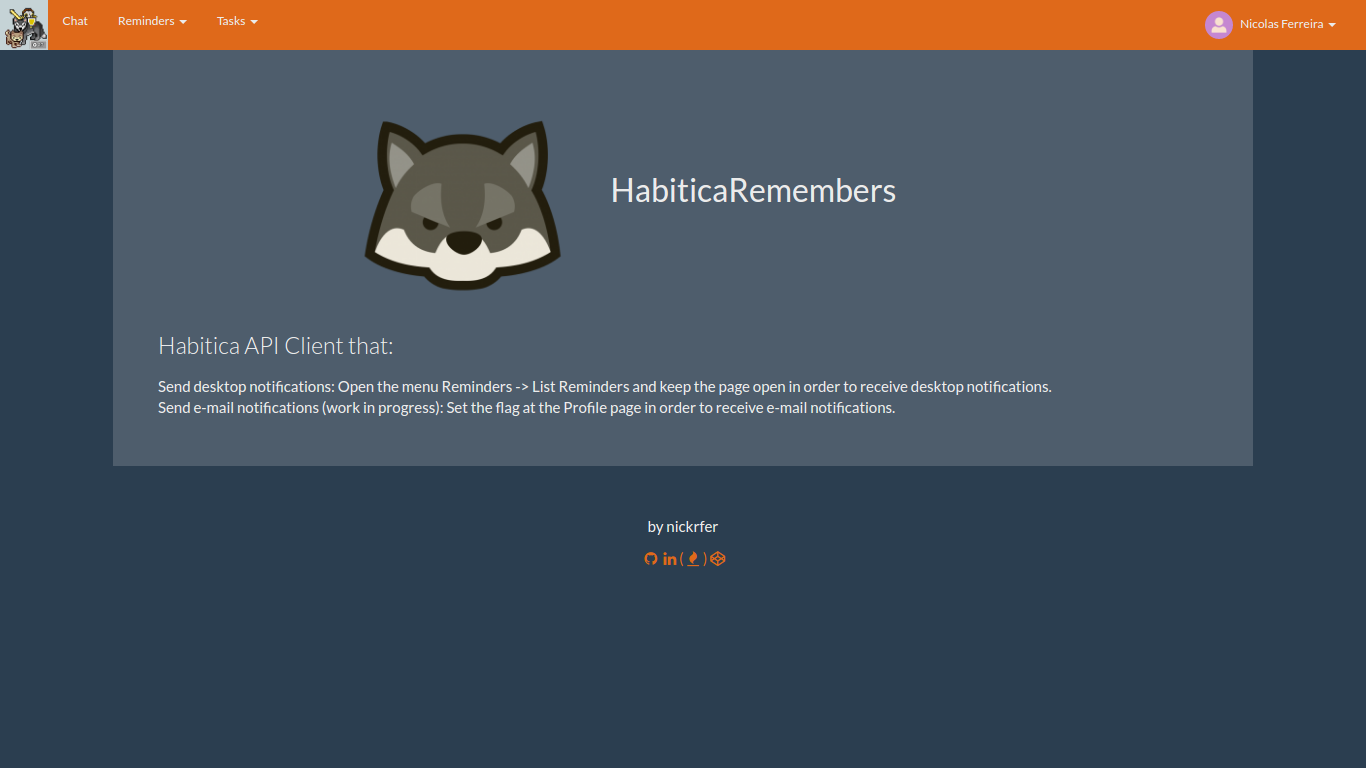 Chat
Reminders
Tasks
Nicolas Ferreira
HabiticaRemembers
Habitica API Client that:
Send desktop notifications: Open the menu Reminders -> List Reminders and keep the page open in order to receive desktop notifications.
Send e-mail notifications (work in progress): Set the flag at the Profile page in order to receive e-mail notifications.
by nickrfer